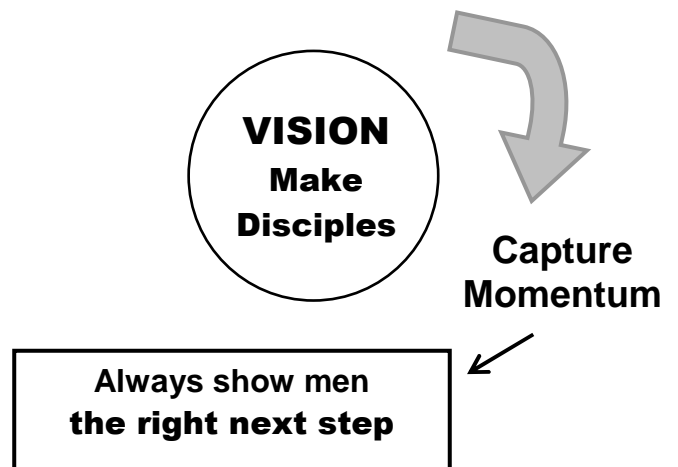 VISION
Make
Disciples
Capture
Momentum
Always show men
the right next step